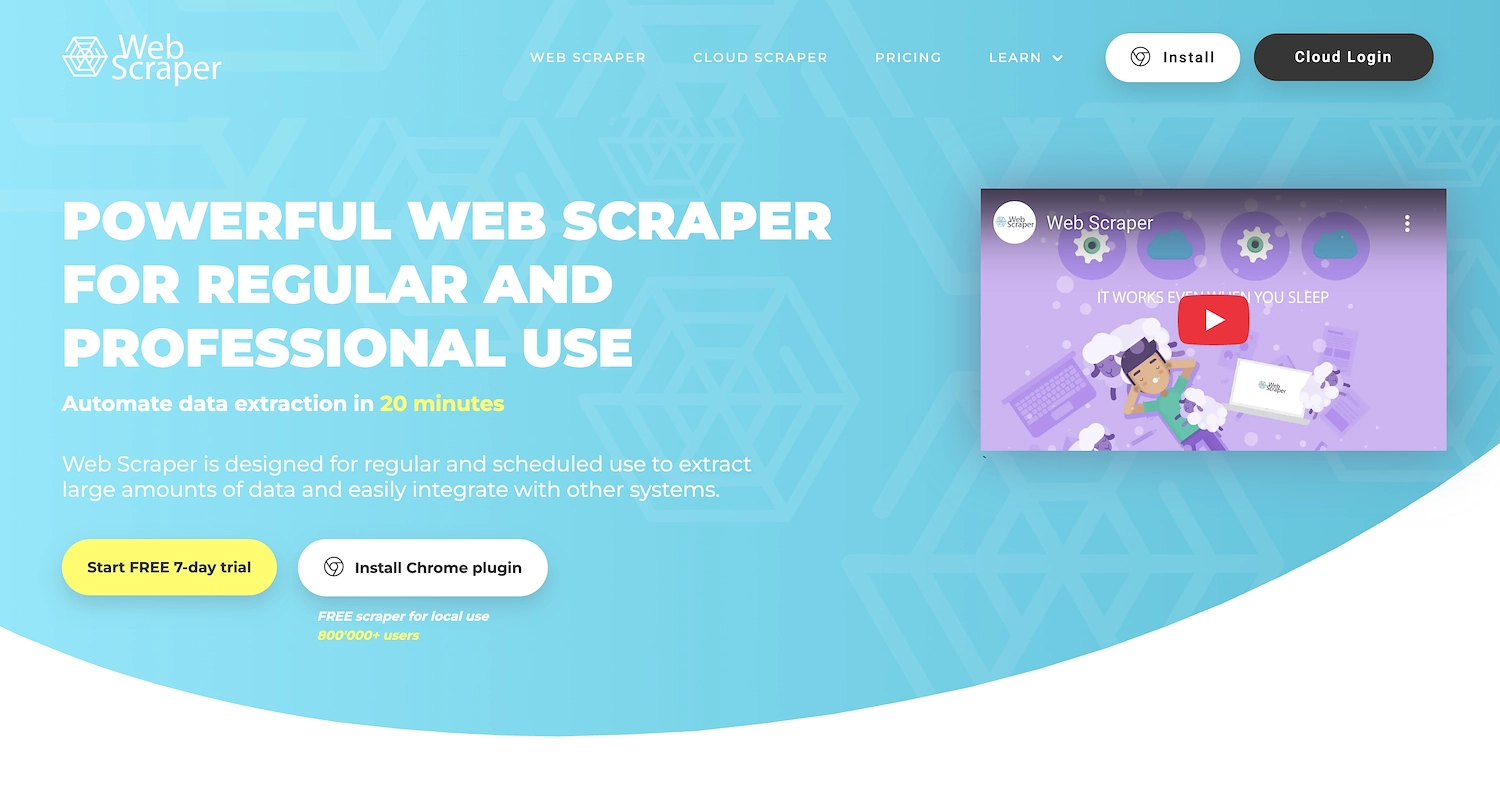 Web
Scraper
WEB SCRAPER
CLOUD SCRAPER
PRICING
LEARN
Install
Cloud Login
POWERFUL WEB SCRAPER
FOR REGULAR AND
PROFESSIONAL USE
Automate data extraction in 20 minutes
Web Scraper is designed for regular and scheduled use to extract
large amounts of data and easily integrate with other systems.
Start FREE 7-day trial
Install Chrome plugin
FREE scraper for local use
800'000+ users
Web
Scraper
Web Scraper
IT WORKS EVEN WHEN YOU SLEEP
Web
Scraper